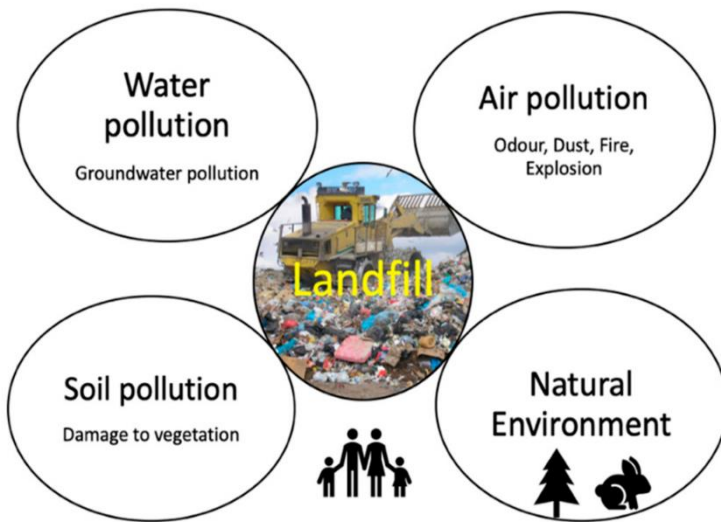 Water
pollution
Groundwater pollution
Air pollution
Odour, Dust, Fire,
Explosion
Landfill
Soil pollution
Damage to vegetation
Natural
Environment